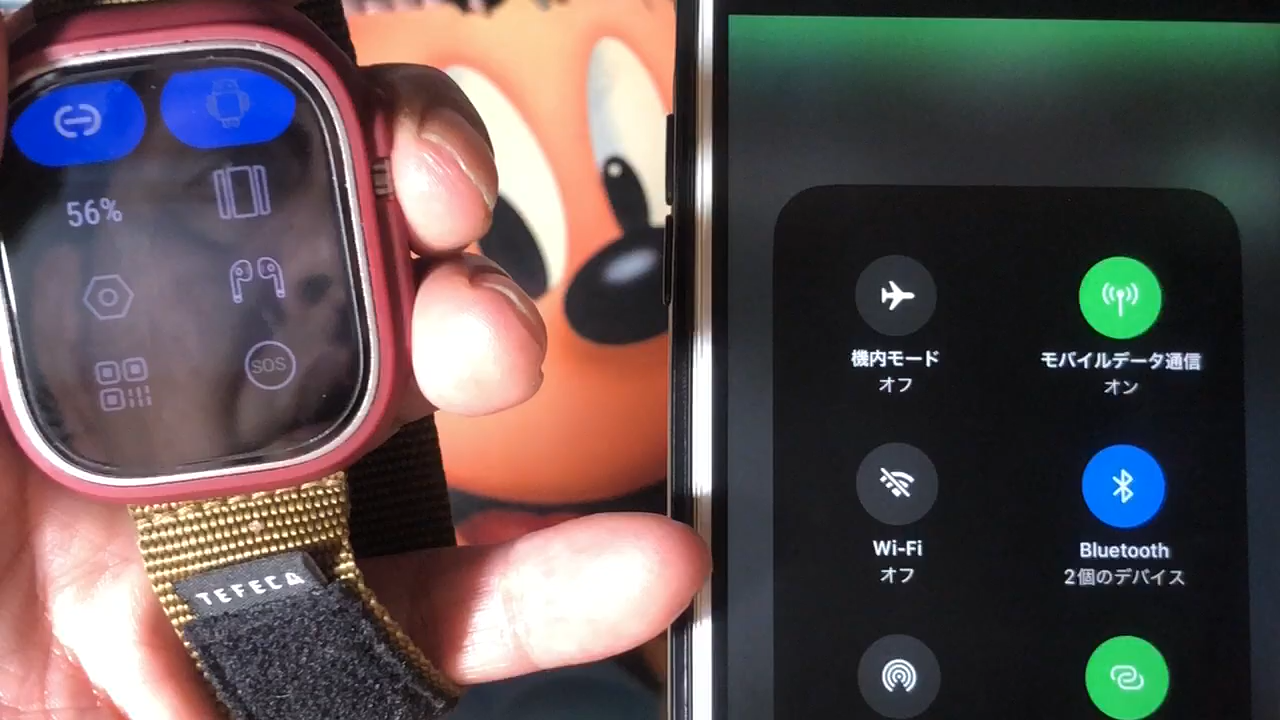 56%
SOS
TEFECA
機内モード
オフ
モバイルデータ通信
オン
Wi-Fi
オフ
Bluetooth
2個のデバイス